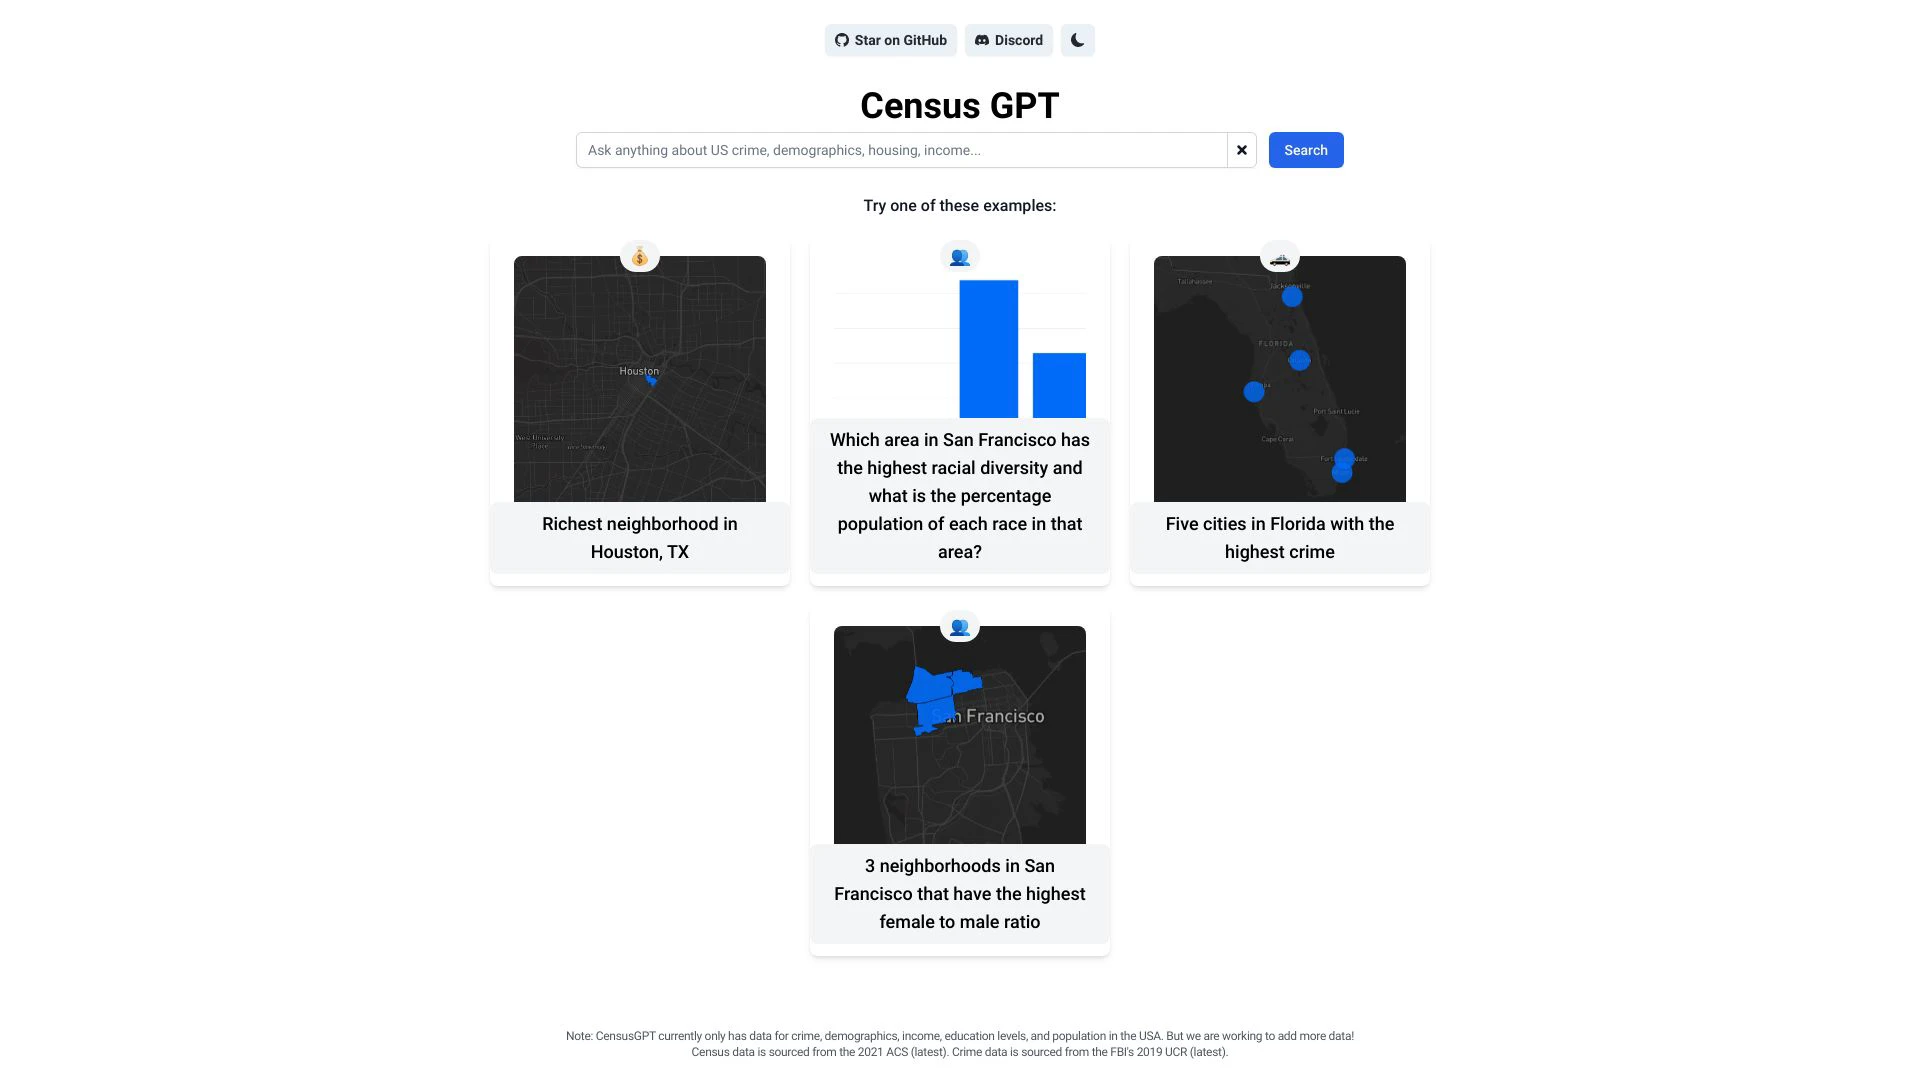 Star on GitHub
Discord
Census GPT
Ask anything about US crime, demographics, housing, income...
Search
Try one of these examples:
Houston
West University
Place
Richest neighborhood in
Houston, TX
Which area in San Francisco has
the highest racial diversity and
what is the percentage
population of each race in that
area?
Tallahassee
FLORIDA
Port Saint Lucie
Cape Coral
Five cities in Florida with the
highest crime
San Francisco
3 neighborhoods in San
Francisco that have the highest
female to male ratio
Note: CensusGPT currently only has data for crime, demographics, income, education levels, and population in the USA. But we are working to add more data!
Census data is sourced from the 2021 ACS (latest). Crime data is sourced from the FBI's 2019 UCR (latest).